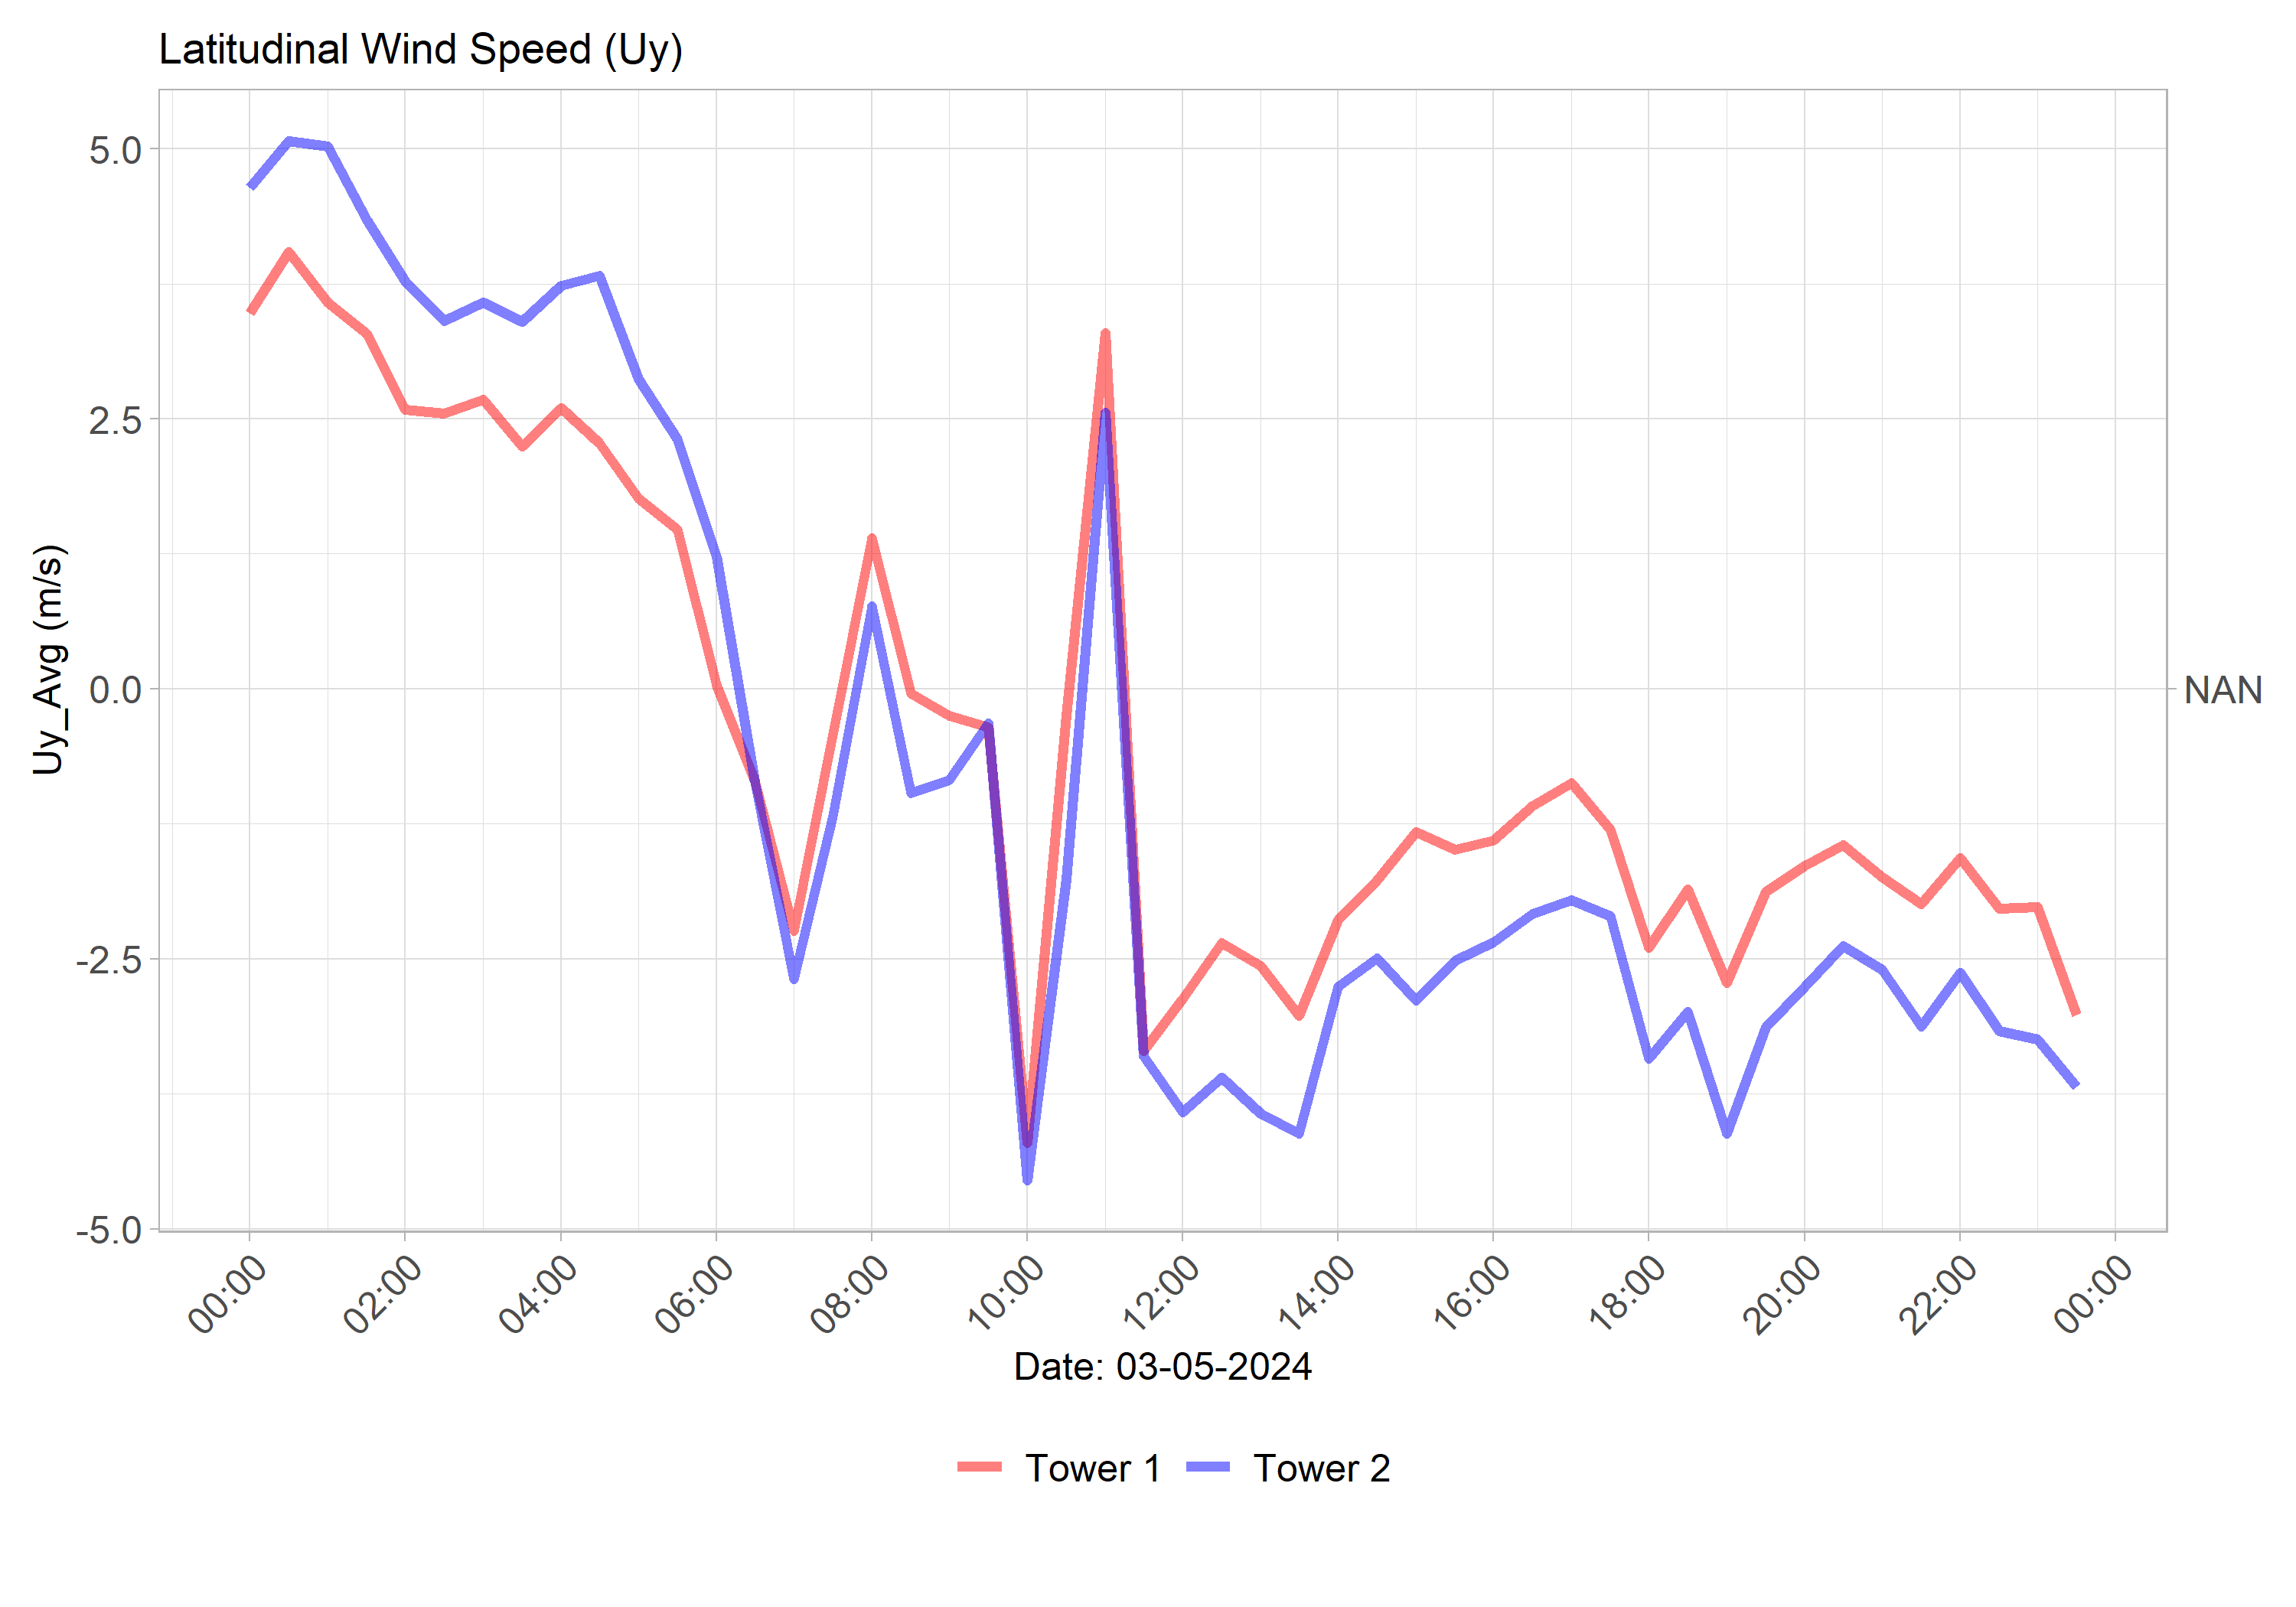 Latitudinal Wind Speed (Uy)
Uy_Avg (m/s)
5.0
2.5
0.0
-2.5
-5.0
NAN
00:00 02:00 04:00 06:00 08:00 10:00 12:00 14:00 16:00 18:00 20:00 22:00 00:00
Date: 03-05-2024
Tower 1 Tower 2